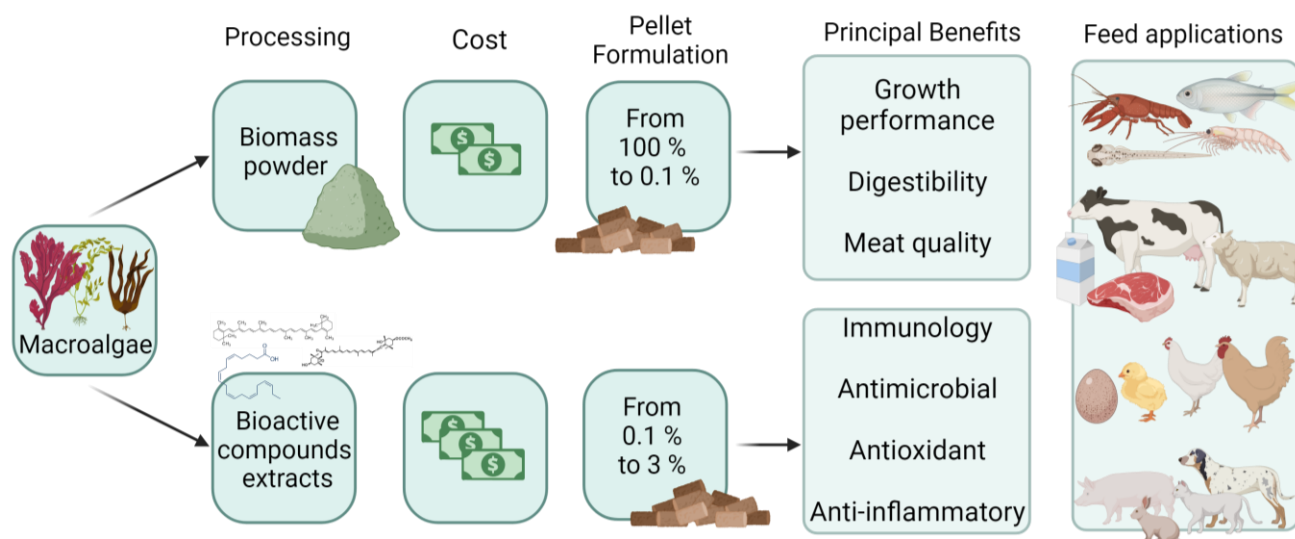 Processing
Cost
Pellet
Formulation
Principal Benefits
Feed applications
Biomass
powder
$
$
From
100 %
to 0.1 %
Growth
performance
Digestibility
Meat quality
Macroalgae
Bioactive
compounds
extracts
$
$
$
From
0.1 %
to 3 %
Immunology
Antimicrobial
Antioxidant
Anti-inflammatory
O
OH